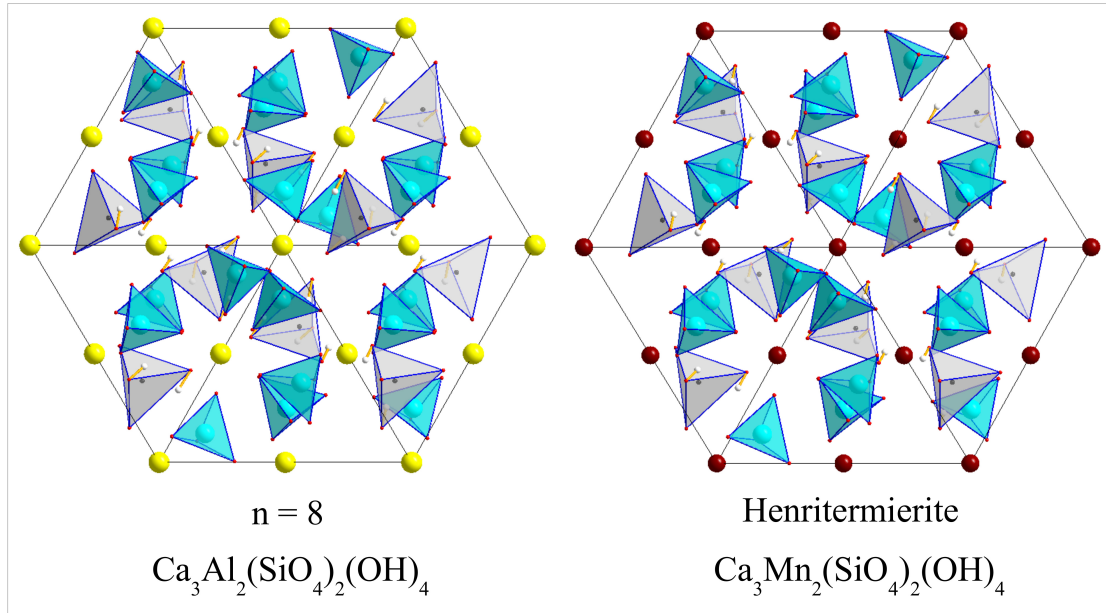 n = 8
Henritermierite
Ca₃Al₂(SiO₄)₂(OH)₄
Ca₃Mn₂(SiO₄)₂(OH)₄